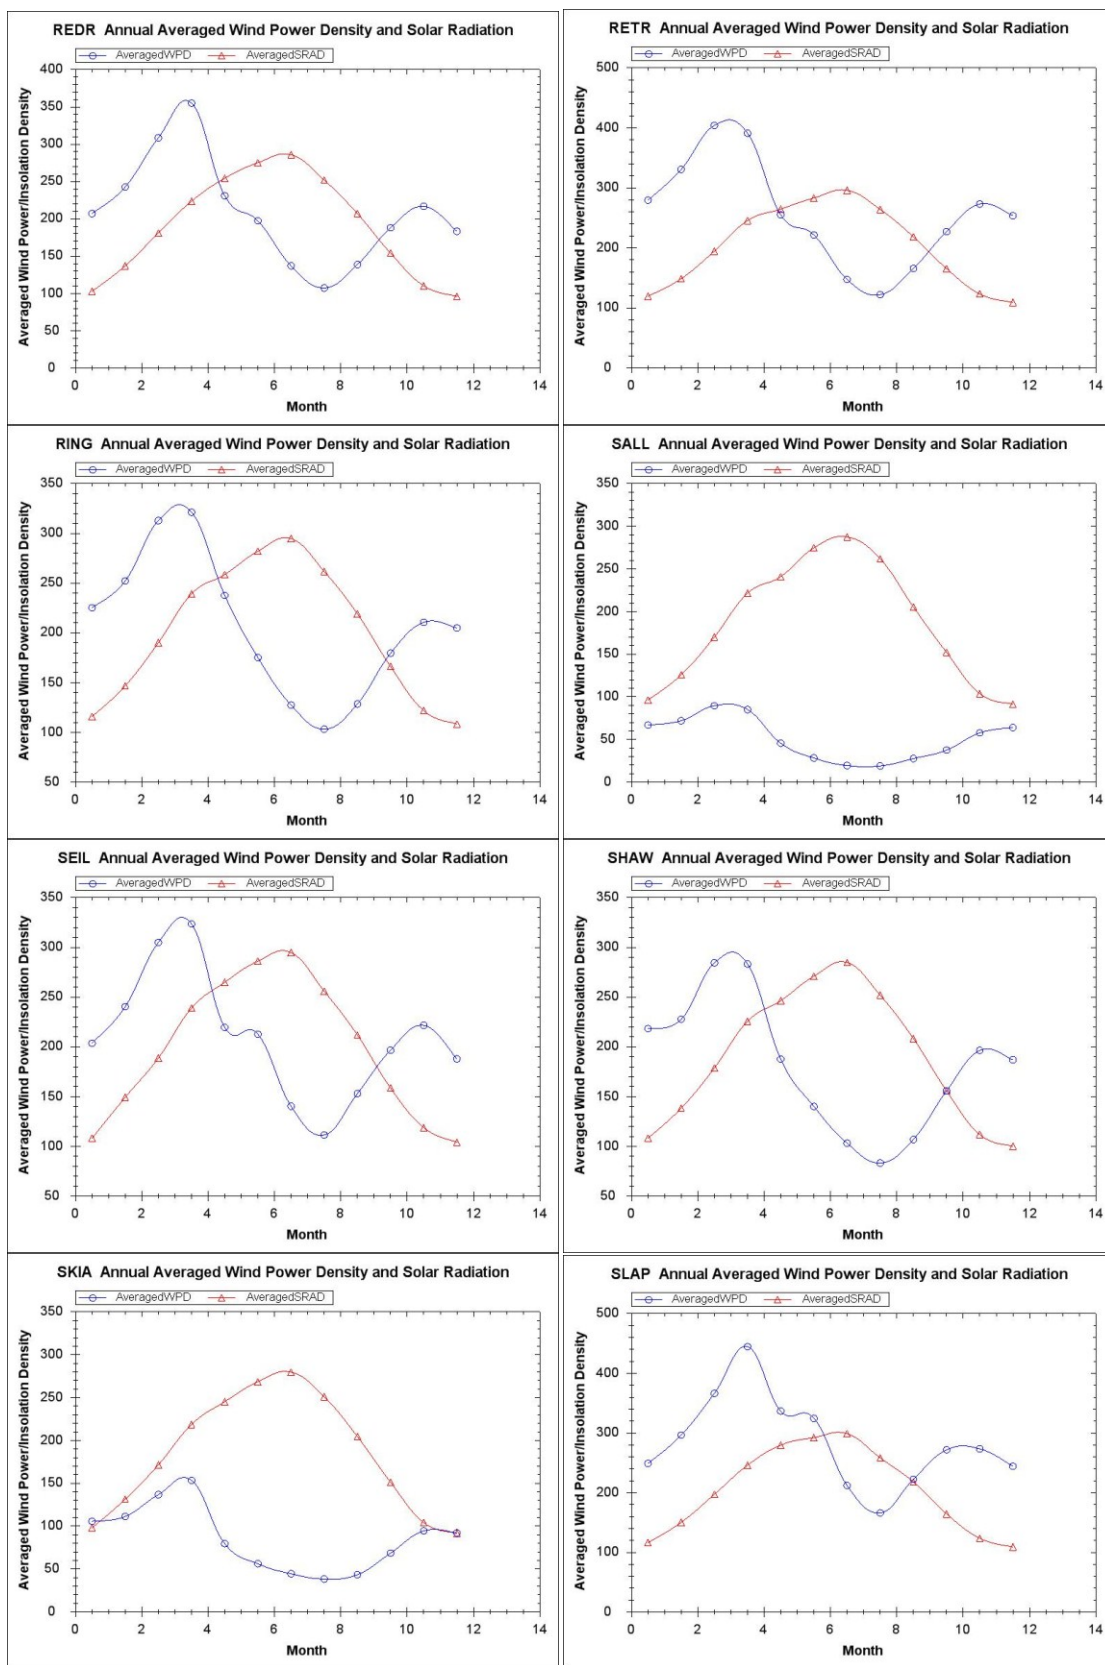 REDR Annual Averaged Wind Power Density and Solar Radiation
AveragedWPD AveragedSRAD
Averaged Wind Power/Insolation Density
400
350
300
250
200
150
100
50
0
0 2 4 6 8 10 12 14
Month
RETR Annual Averaged Wind Power Density and Solar Radiation
AveragedWPD AveragedSRAD
Averaged Wind Power/Insolation Density
500
400
300
200
100
0
0 2 4 6 8 10 12 14
Month
RING Annual Averaged Wind Power Density and Solar Radiation
AveragedWPD AveragedSRAD
Averaged Wind Power/Insolation Density
350
300
250
200
150
100
50
0 2 4 6 8 10 12 14
Month
SALL Annual Averaged Wind Power Density and Solar Radiation
AveragedWPD AveragedSRAD
Averaged Wind Power/Insolation Density
350
300
250
200
150
100
50
0
0 2 4 6 8 10 12 14
Month
SEIL Annual Averaged Wind Power Density and Solar Radiation
AveragedWPD AveragedSRAD
Averaged Wind Power/Insolation Density
350
300
250
200
150
100
50
0 2 4 6 8 10 12 14
Month
SHAW Annual Averaged Wind Power Density and Solar Radiation
AveragedWPD AveragedSRAD
Averaged Wind Power/Insolation Density
350
300
250
200
150
100
50
0 2 4 6 8 10 12 14
Month
SKIA Annual Averaged Wind Power Density and Solar Radiation
AveragedWPD AveragedSRAD
Averaged Wind Power/Insolation Density
350
300
250
200
150
100
50
0
0 2 4 6 8 10 12 14
Month
SLAP Annual Averaged Wind Power Density and Solar Radiation
AveragedWPD AveragedSRAD
Averaged Wind Power/Insolation Density
500
400
300
200
100
0
0 2 4 6 8 10 12 14
Month